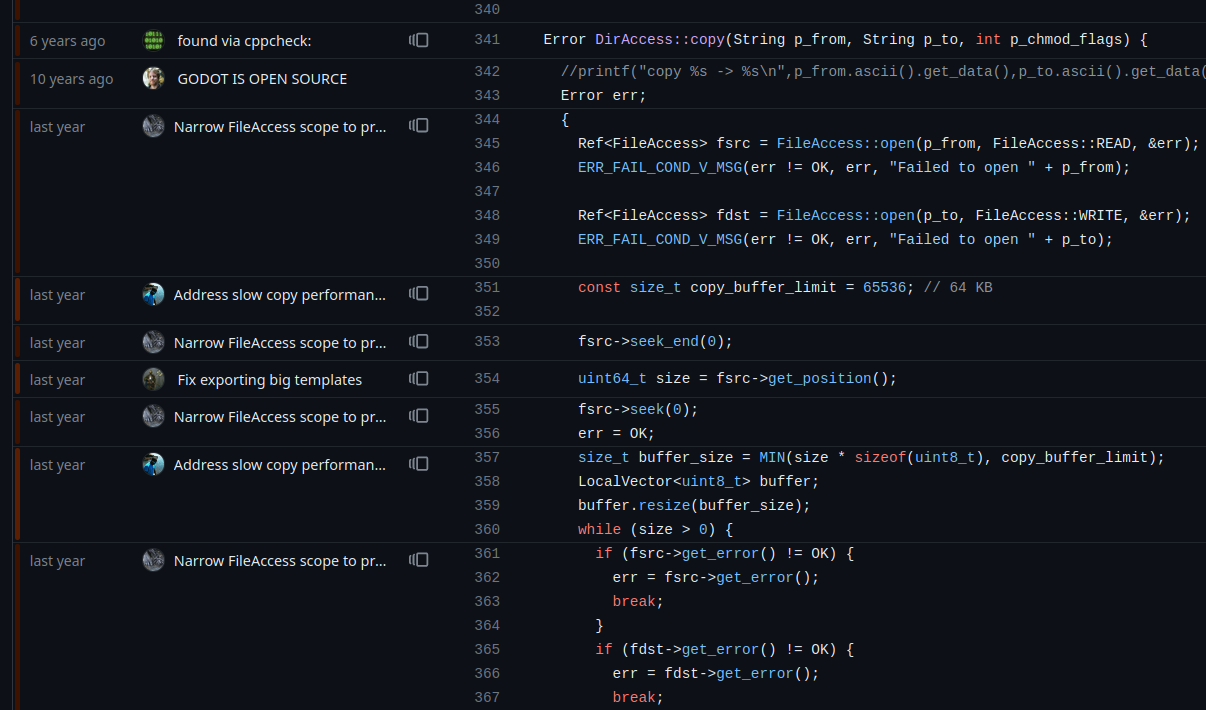 340
6 years ago found via cppcheck: 341 Error DirAccess::copy(String p_from, String p_to, int p_chmod_flags) {
10 years ago GODOT IS OPEN SOURCE 342 //printf("copy %s -> %s\n",p_from.ascii().get_data(),p_to.ascii().get_data(
343 Error err;
last year Narrow FileAccess scope to pr... 344 {
345 Ref<FileAccess> fsrc = FileAccess::open(p_from, FileAccess::READ, &err);
346 ERR_FAIL_COND_V_MSG(err != OK, err, "Failed to open " + p_from);
347
348 Ref<FileAccess> fdst = FileAccess::open(p_to, FileAccess::WRITE, &err);
349 ERR_FAIL_COND_V_MSG(err != OK, err, "Failed to open " + p_to);
350
last year Address slow copy performan... 351 const size_t copy_buffer_limit = 65536; // 64 KB
352
last year Narrow FileAccess scope to pr... 353 fsrc->seek_end(0);
last year Fix exporting big templates 354 uint64_t size = fsrc->get_position();
last year Narrow FileAccess scope to pr... 355 fsrc->seek(0);
356 err = OK;
last year Address slow copy performan... 357 size_t buffer_size = MIN(size * sizeof(uint8_t), copy_buffer_limit);
358 LocalVector<uint8_t> buffer;
359 buffer.resize(buffer_size);
360 while (size > 0) {
last year Narrow FileAccess scope to pr... 361 if (fsrc->get_error() != OK) {
362 err = fsrc->get_error();
363 break;
364 }
365 if (fdst->get_error() != OK) {
366 err = fdst->get_error();
367 break;